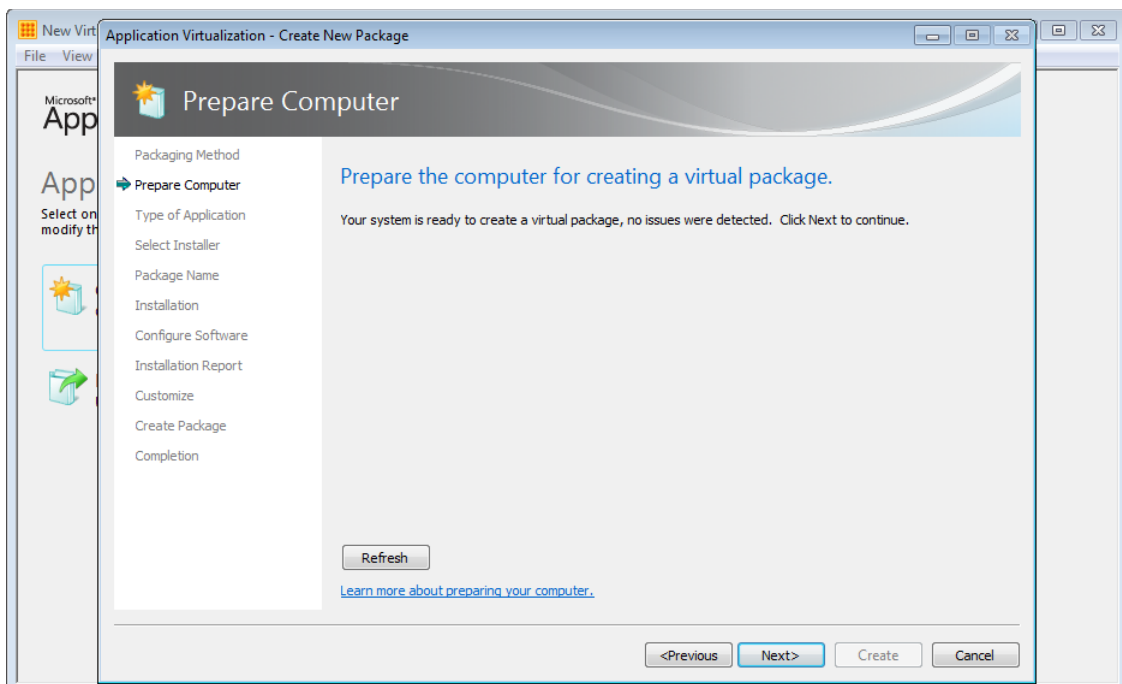 New Virt
Application Virtualization - Create New Package
File View
Microsoft
App
Prepare Computer
App
Select on
modify th
Packaging Method
Prepare Computer
Type of Application
Select Installer
Package Name
Installation
Configure Software
Installation Report
Customize
Create Package
Completion
Prepare the computer for creating a virtual package.
Your system is ready to create a virtual package, no issues were detected. Click Next to continue.
Refresh
Learn more about preparing your computer.
<Previous
Next>
Create
Cancel